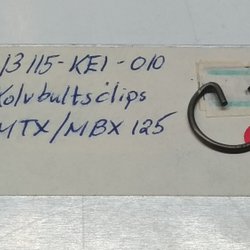 13115-KE1-010
Kolvbultsclips
MTX/MBX 125